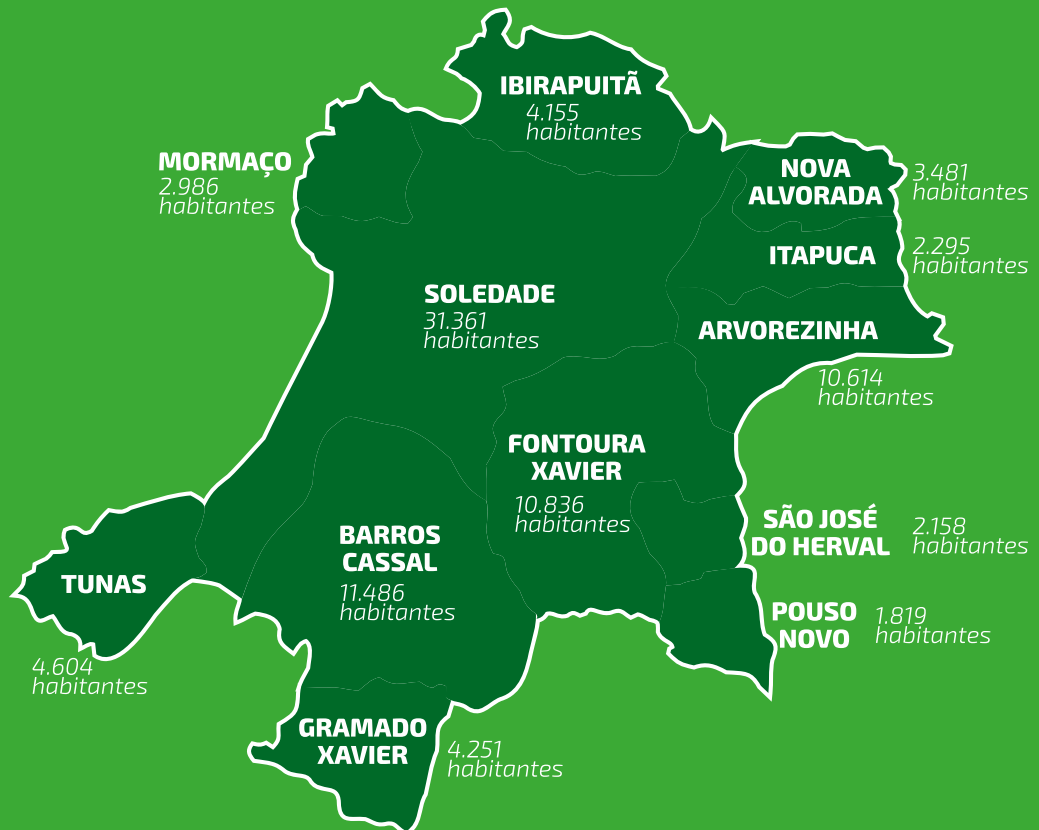 IBIRAPUITÃ
4.155
habitantes
MORMAÇO
2.986
habitantes
NOVA
ALVORADA
3.481
habitantes
ITAPUCA
2.295
habitantes
SOLEDADE
31.361
habitantes
ARVOREZINHA
10.614
habitantes
FONTOURA
XAVIER
10.836
habitantes
BARROS
CASSAL
11.486
habitantes
SÃO JOSÉ
DO HERVAL
2.158
habitantes
TUNAS
4.604
habitantes
POUSO
NOVO
1.819
habitantes
GRAMADO
XAVIER
4.251
habitantes